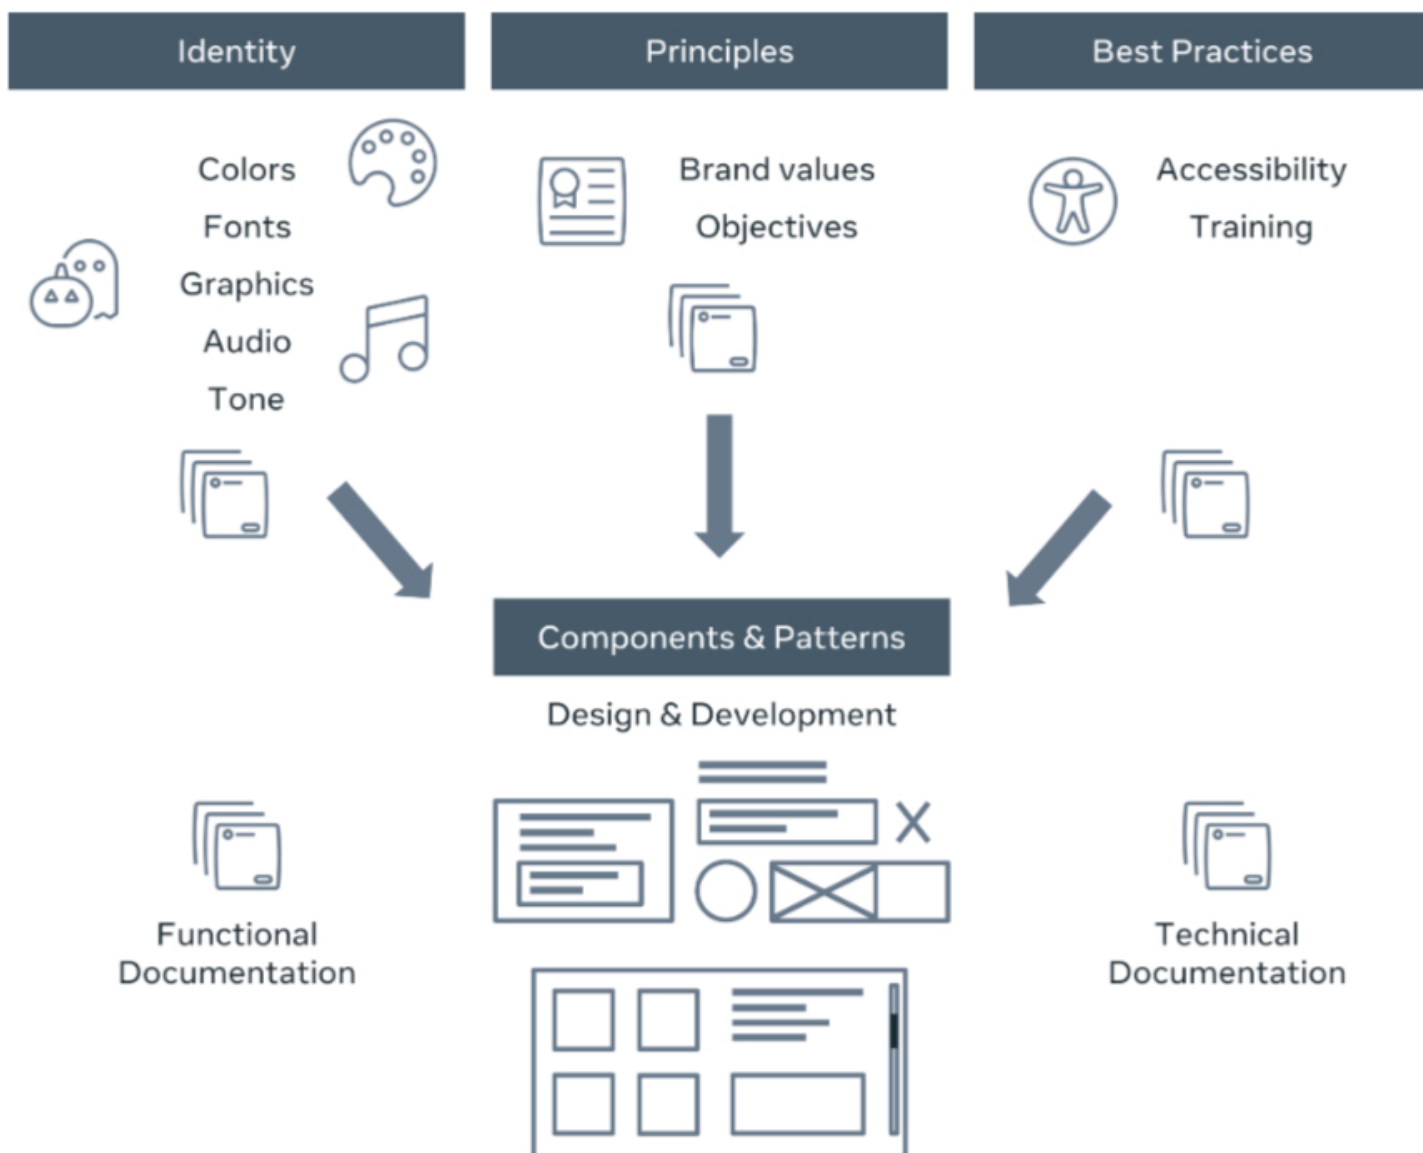 Identity
Principles
Best Practices
Colors
Fonts
Graphics
Audio
Tone
Brand values
Objectives
Accessibility
Training
Components & Patterns
Design & Development
Functional
Documentation
Technical
Documentation